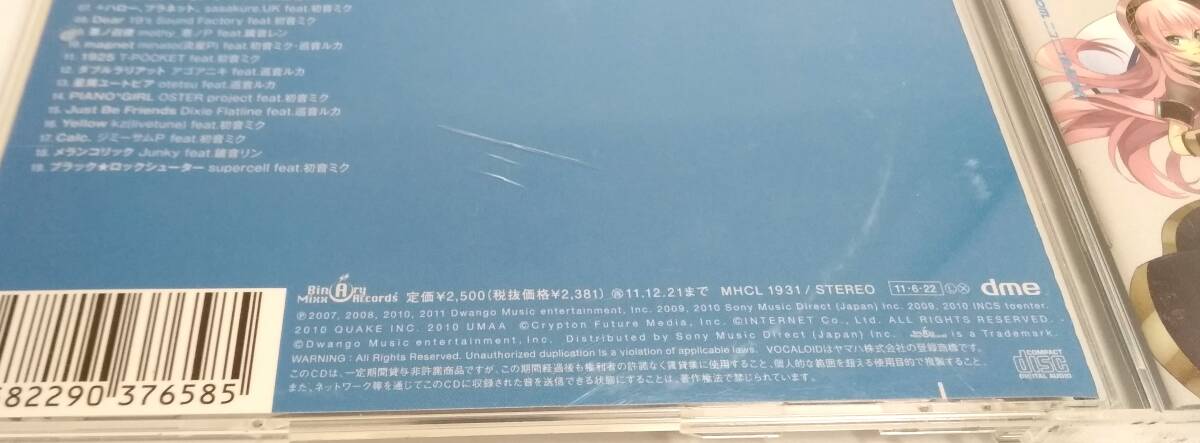 07. *ハロー、プラネット。 sasakure.UK feat.初音ミク
08. Dear 19's Sound Factory feat.初音ミク
09. 悪ノ召使 mothy_悪ノP feat.鏡音レン
10. magnet minato(流星P) feat.初音ミク・巡音ルカ
11. 1925 T-POCKET feat.初音ミク
12. ダブルラリアット アゴアニキ feat.巡音ルカ
13. 星屑ユートピア otetsu feat.巡音ルカ
14. PIANO*GIRL OSTER project feat.初音ミク
15. Just Be Friends Dixie Flatline feat.巡音ルカ
16. Yellow kz(livetune) feat.初音ミク
17. Calc. ジミーサムP feat.初音ミク
18. メランコリック Junky feat.鏡音リン
19. ブラック★ロックシューター supercell feat.初音ミク
BinAry Mixx Records 定価¥2,500(税抜価格¥2,381) Ⓡ11.12.21まで MHCL 1931 / STEREO 11・6・22 Ⓛ Ⓧ dme
Ⓟ2007, 2008, 2010, 2011 Dwango Music entertainment, Inc. 2009, 2010 Sony Music Direct (Japan) Inc. 2009, 2010 INCS toenter.
2010 QUAKE INC. 2010 UMAA ©Crypton Future Media, Inc. ©INTERNET Co., Ltd. ALL RIGHTS RESERVED.
©Dwango Music entertainment, Inc. Distributed by Sony Music Direct (Japan) Inc. is a Trademark.
WARNING : All Rights Reserved. Unauthorized duplication is a violation of applicable laws. VOCALOIDはヤマハ株式会社の登録商標です。
このCDは、一定期間貸与非許諾商品ですが、この期間経過後も権利者の許諾なく賃貸業に使用すること、個人的な範囲を超える使用目的で複製すること、
また、ネットワーク等を通じてこのCDに収録された音を送信できる状態にすることは、著作権法で禁じられています。
COMPACT
disc
DIGITAL AUDIO
82290 376585